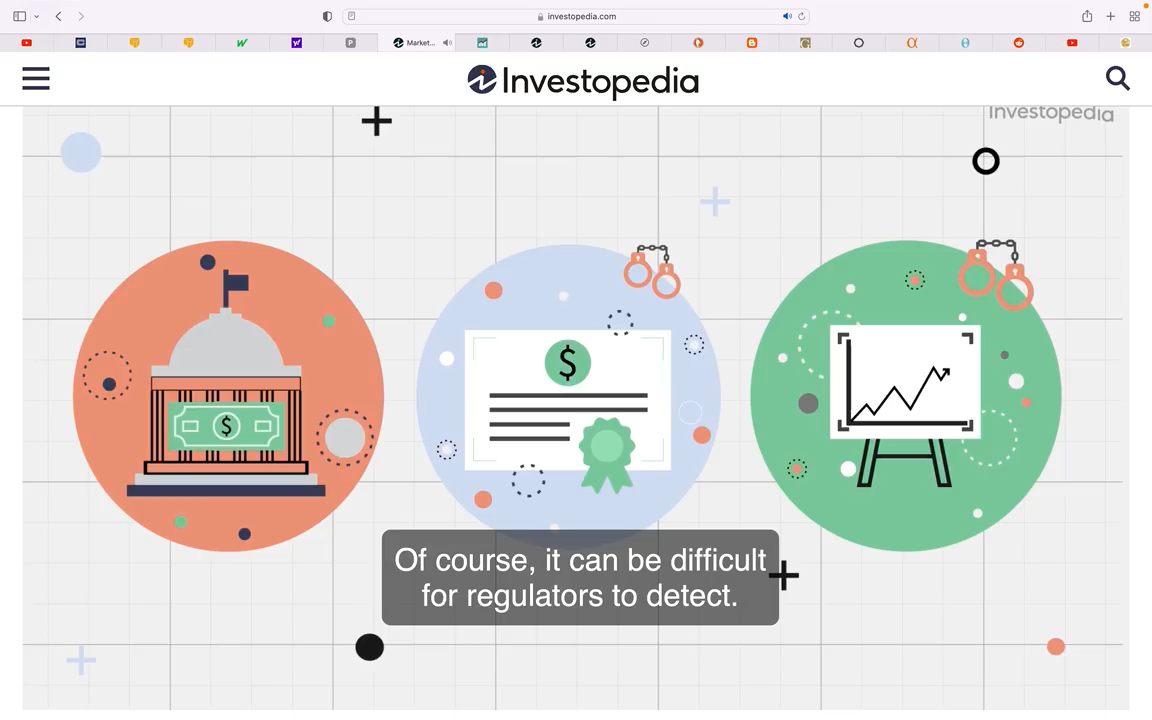 investopedia.com
Market...
Investopedia
Investopedia
$
$
Of course, it can be difficult
for regulators to detect.